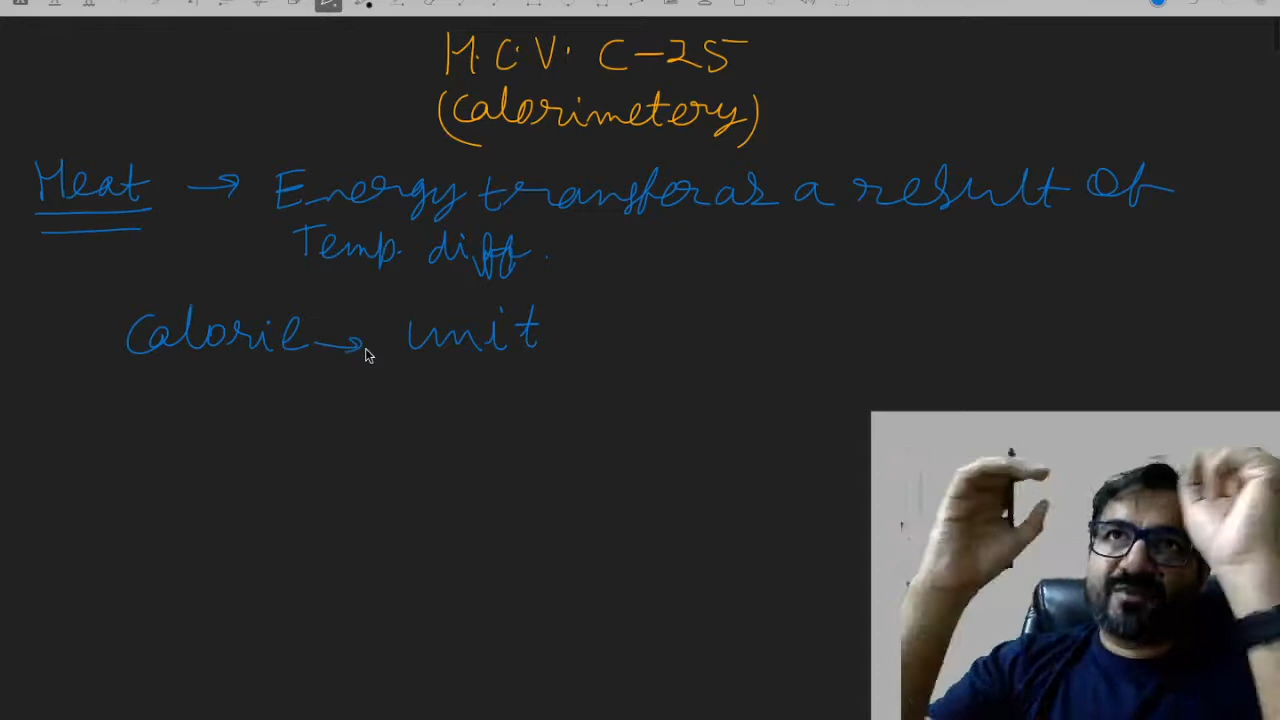 H.C.V. C-25
(Calorimetery)
Heat → Energy transfer as a result of
Temp. diff.
Calorie → unit